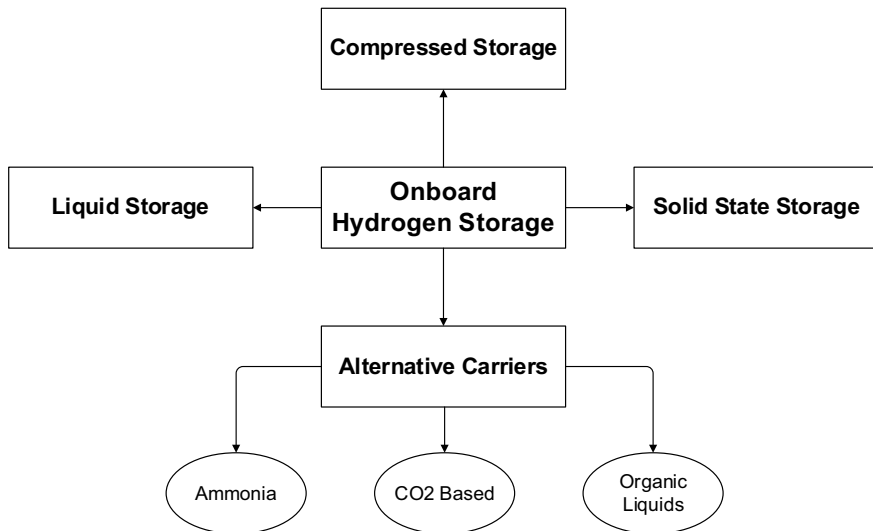 Compressed Storage
Liquid Storage
Onboard
Hydrogen Storage
Solid State Storage
Alternative Carriers
Ammonia
CO2 Based
Organic
Liquids